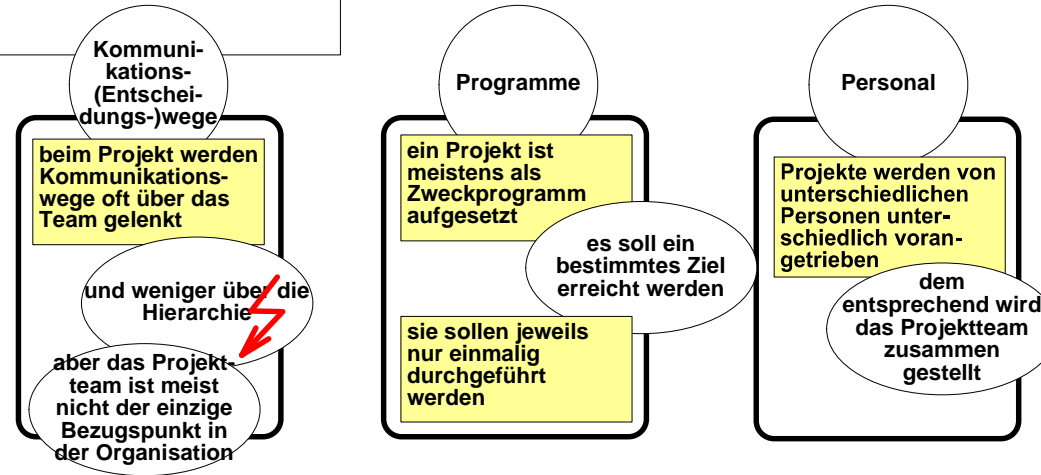 Kommuni-
kations-
(Entschei-
dungs-)wege
beim Projekt werden
Kommunikations-
wege oft über das
Team gelenkt
und weniger über die
Hierarchie
aber das Projekt-
team ist meist
nicht der einzige
Bezugspunkt in
der Organisation
Programme
ein Projekt ist
meistens als
Zweckprogramm
aufgesetzt
es soll ein
bestimmtes Ziel
erreicht werden
sie sollen jeweils
nur einmalig
durchgeführt
werden
Personal
Projekte werden von
unterschiedlichen
Personen unter-
schiedlich voran-
getrieben
dem
entsprechend wird
das Projektteam
zusammen
gestellt